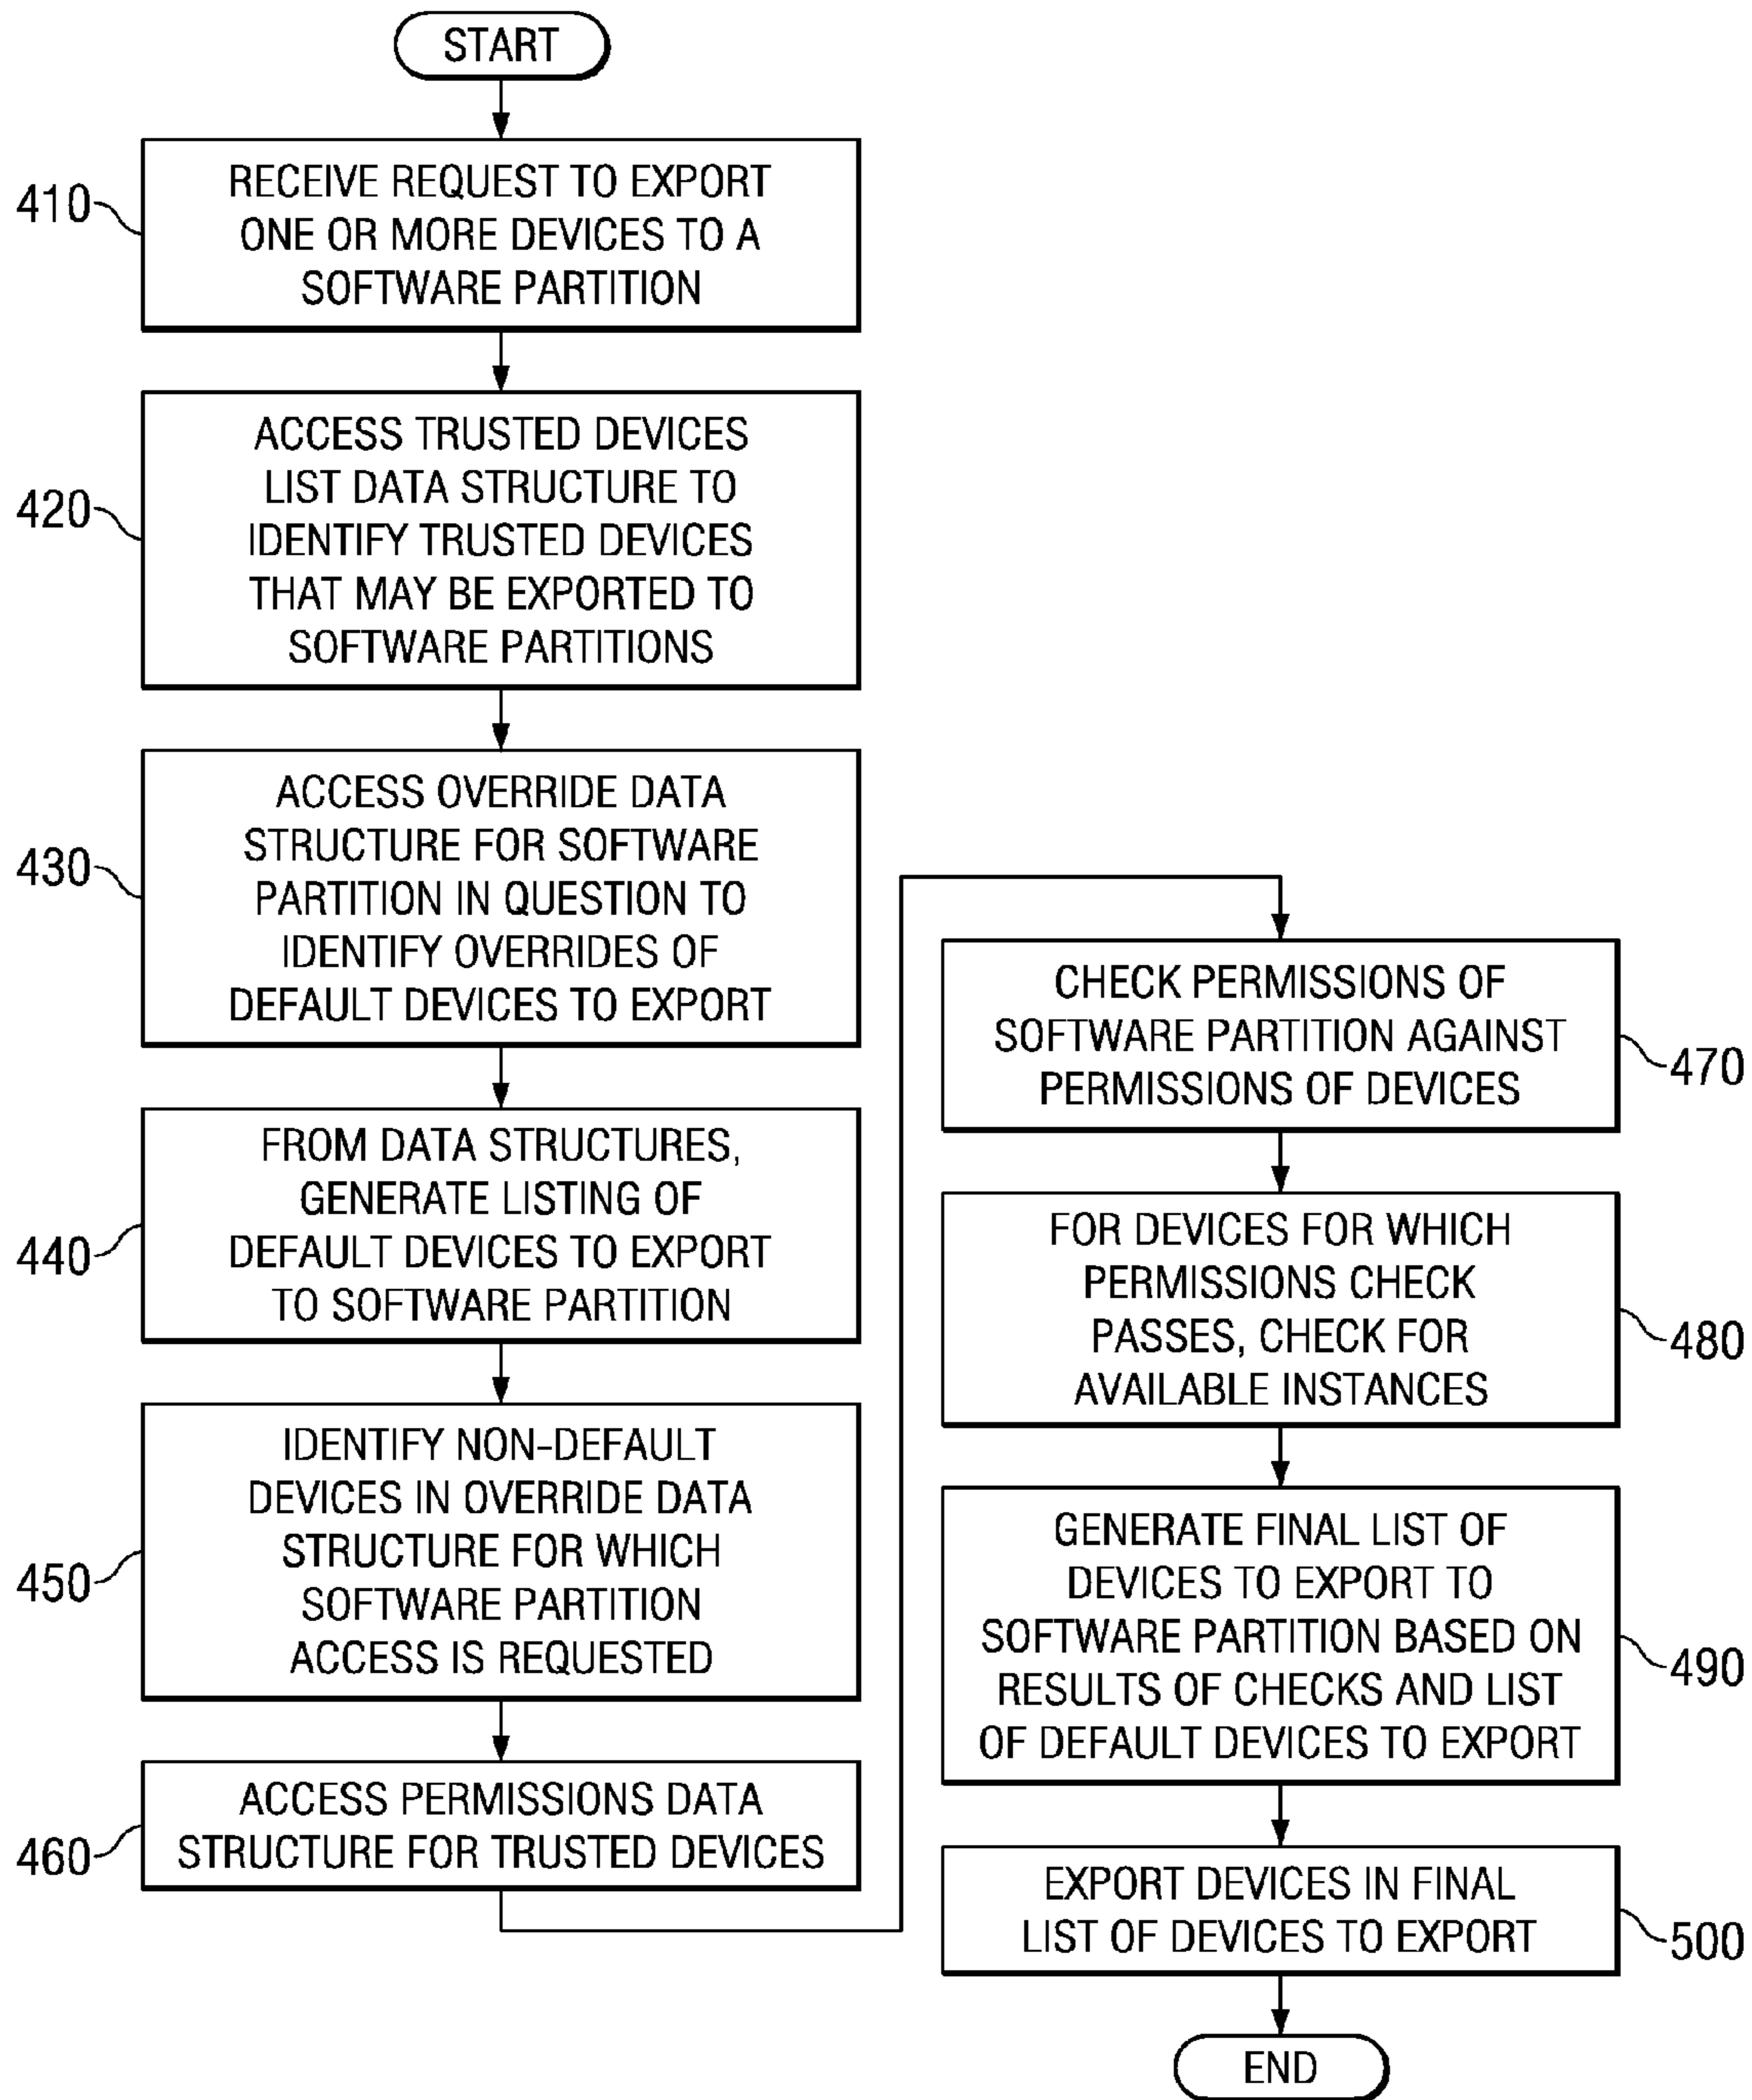 START
410
RECEIVE REQUEST TO EXPORT
ONE OR MORE DEVICES TO A
SOFTWARE PARTITION
420
ACCESS TRUSTED DEVICES
LIST DATA STRUCTURE TO
IDENTIFY TRUSTED DEVICES
THAT MAY BE EXPORTED TO
SOFTWARE PARTITIONS
430
ACCESS OVERRIDE DATA
STRUCTURE FOR SOFTWARE
PARTITION IN QUESTION TO
IDENTIFY OVERRIDES OF
DEFAULT DEVICES TO EXPORT
440
FROM DATA STRUCTURES,
GENERATE LISTING OF
DEFAULT DEVICES TO EXPORT
TO SOFTWARE PARTITION
450
IDENTIFY NON-DEFAULT
DEVICES IN OVERRIDE DATA
STRUCTURE FOR WHICH
SOFTWARE PARTITION
ACCESS IS REQUESTED
460
ACCESS PERMISSIONS DATA
STRUCTURE FOR TRUSTED DEVICES
CHECK PERMISSIONS OF
SOFTWARE PARTITION AGAINST
PERMISSIONS OF DEVICES
470
FOR DEVICES FOR WHICH
PERMISSIONS CHECK
PASSES, CHECK FOR
AVAILABLE INSTANCES
480
GENERATE FINAL LIST OF
DEVICES TO EXPORT TO
SOFTWARE PARTITION BASED ON
RESULTS OF CHECKS AND LIST
OF DEFAULT DEVICES TO EXPORT
490
EXPORT DEVICES IN FINAL
LIST OF DEVICES TO EXPORT
500
END